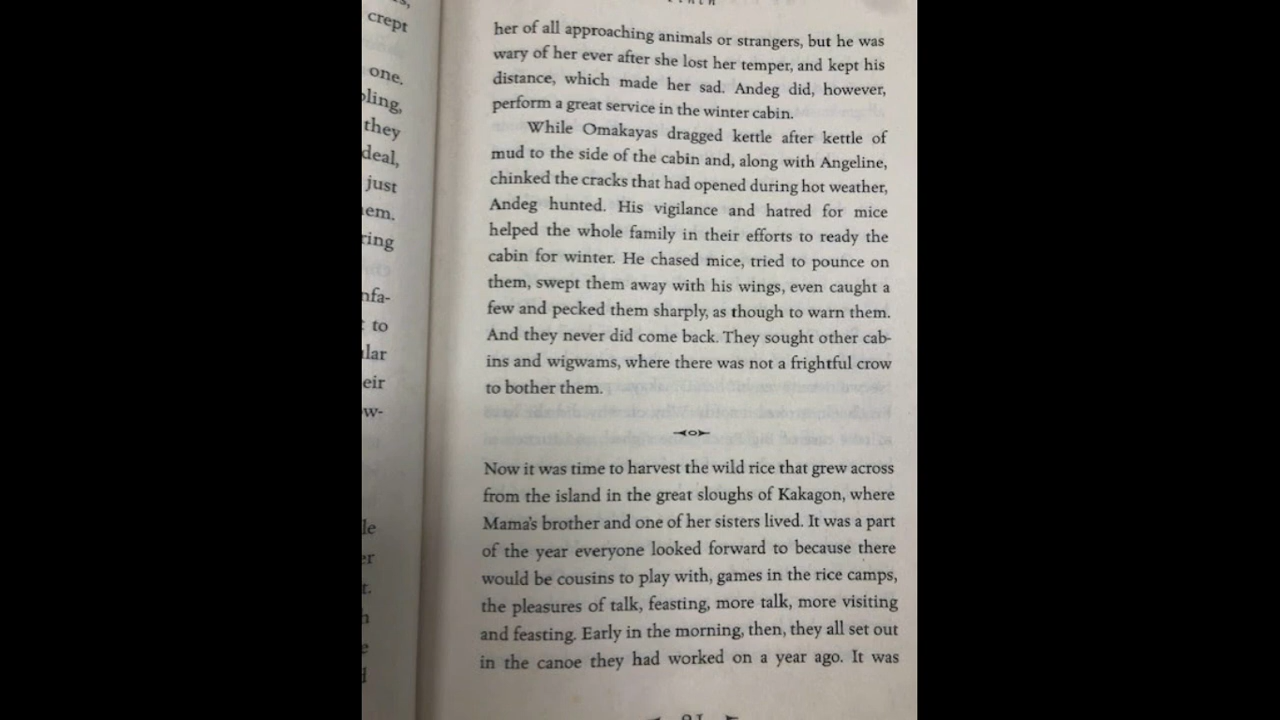 crept
one.
they
deal,
just
to
her of all approaching animals or strangers, but he was
wary of her ever after she lost her temper, and kept his
distance, which made her sad. Andeg did, however,
perform a great service in the winter cabin.
While Omakayas dragged kettle after kettle of
mud to the side of the cabin and, along with Angeline,
chinked the cracks that had opened during hot weather,
Andeg hunted. His vigilance and hatred for mice
helped the whole family in their efforts to ready the
cabin for winter. He chased mice, tried to pounce on
them, swept them away with his wings, even caught a
few and pecked them sharply, as though to warn them.
And they never did come back. They sought other cab-
ins and wigwams, where there was not a frightful crow
to bother them.
Now it was time to harvest the wild rice that grew across
from the island in the great sloughs of Kakagon, where
Mama's brother and one of her sisters lived. It was a part
of the year everyone looked forward to because there
would be cousins to play with, games in the rice camps,
the pleasures of talk, feasting, more talk, more visiting
and feasting. Early in the morning, then, they all set out
in the canoe they had worked on a year ago. It was